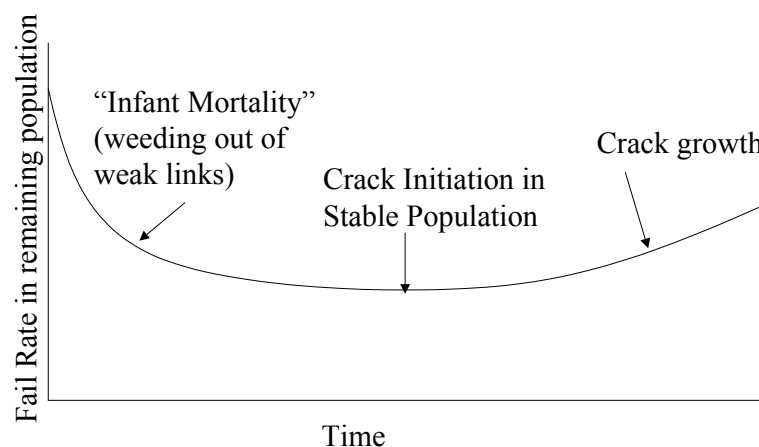 Fail Rate in remaining population
“Infant Mortality”
(weeding out of
weak links)
Crack Initiation in
Stable Population
Crack growth
Time